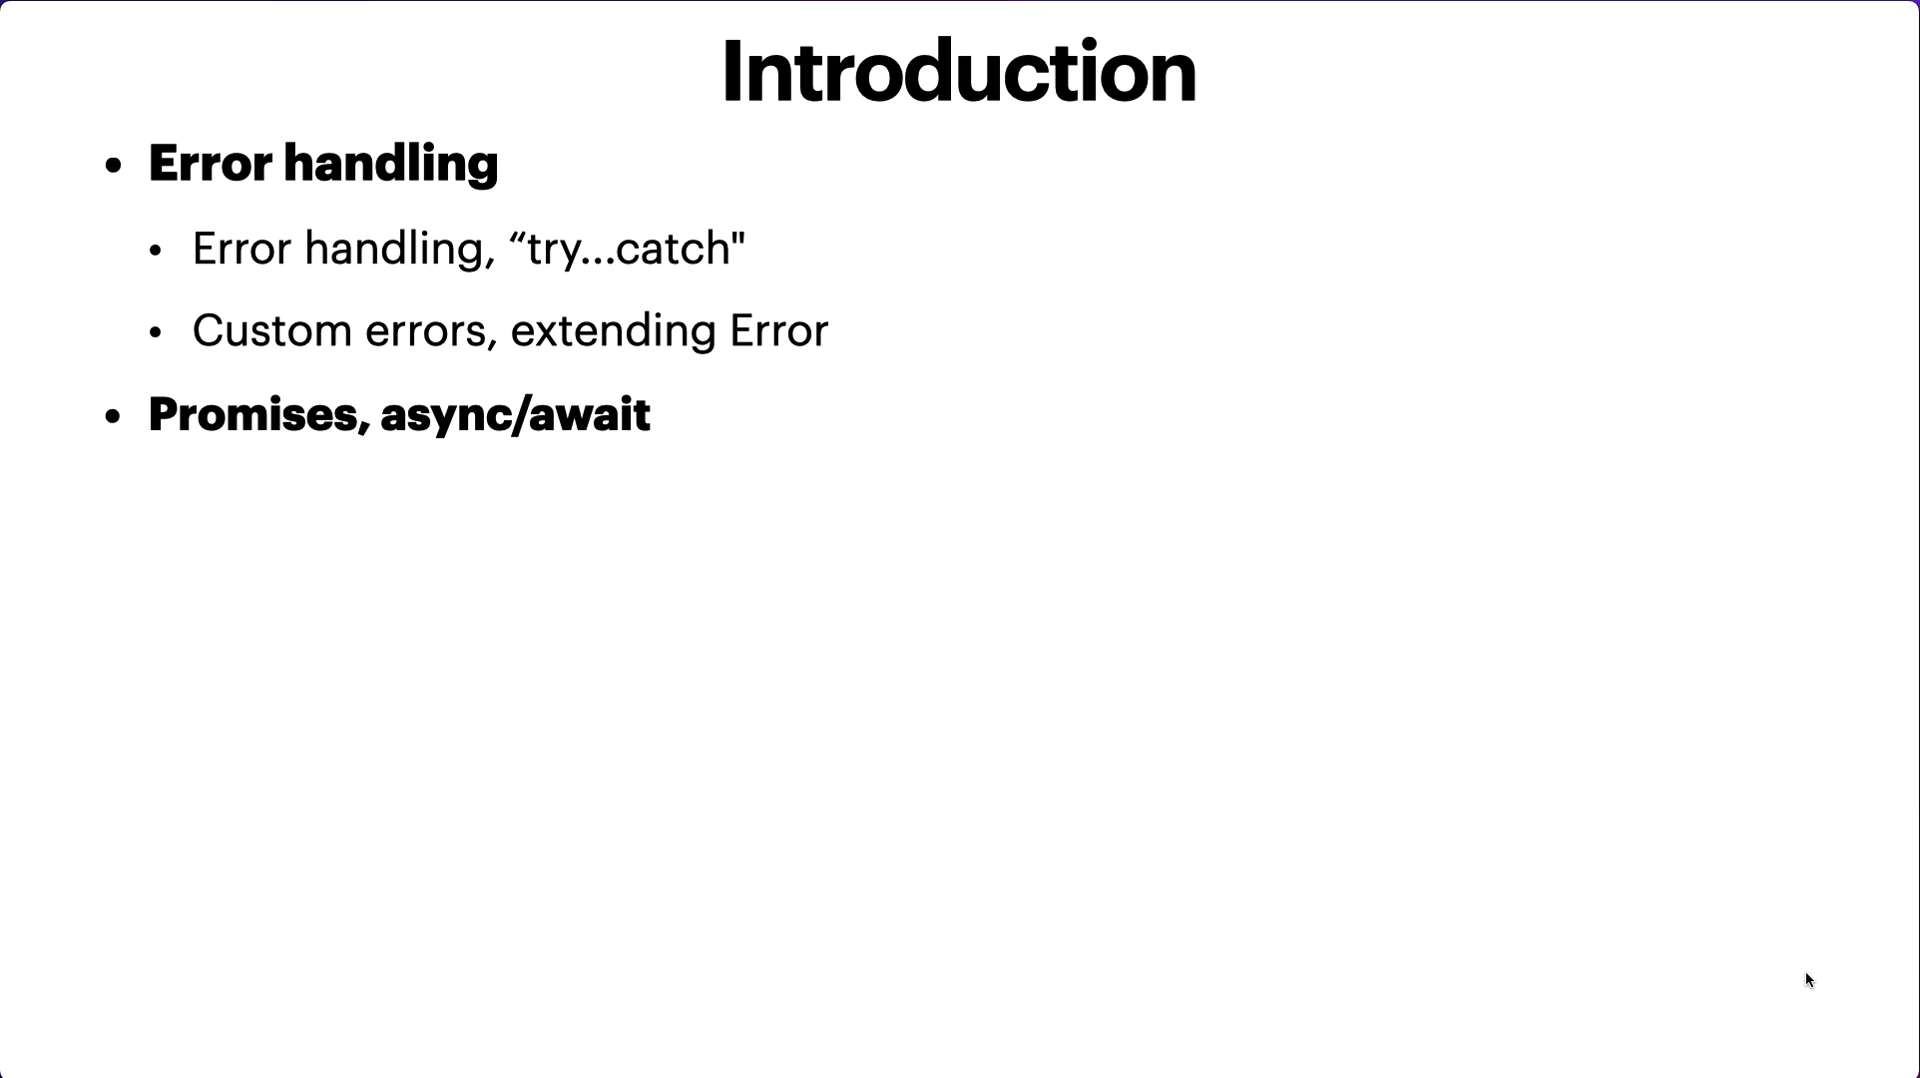 Introduction
• Error handling
• Error handling, “try...catch"
• Custom errors, extending Error
• Promises, async/await